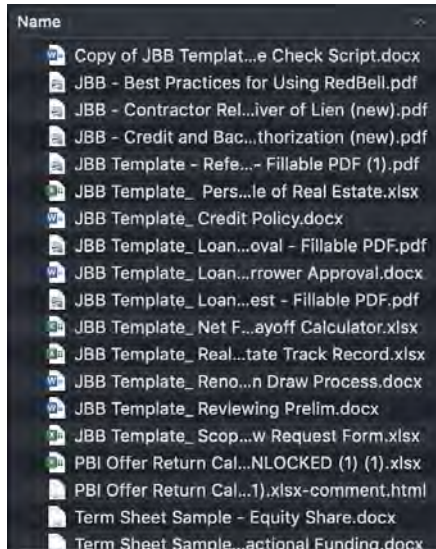 Name
Copy of JBB Templat...e Check Script.docx
JBB - Best Practices for Using RedBell.pdf
JBB - Contractor Rel...iver of Lien (new).pdf
JBB - Credit and Bac...thorization (new).pdf
JBB Template - Refe...- Fillable PDF (1).pdf
JBB Template_ Pers...le of Real Estate.xlsx
JBB Template_ Credit Policy.docx
JBB Template_ Loan...oval - Fillable PDF.pdf
JBB Template_ Loan...rrower Approval.docx
JBB Template_ Loan...est - Fillable PDF.pdf
JBB Template_ Net F...ayoff Calculator.xlsx
JBB Template_ Real...tate Track Record.xlsx
JBB Template_ Reno...n Draw Process.docx
JBB Template_ Reviewing Prelim.docx
JBB Template_ Scop...w Request Form.xlsx
PBI Offer Return Cal...NLOCKED (1) (1).xlsx
PBI Offer Return Cal...1).xlsx-comment.html
Term Sheet Sample - Equity Share.docx
Term Sheet Sample...actional Funding.docx